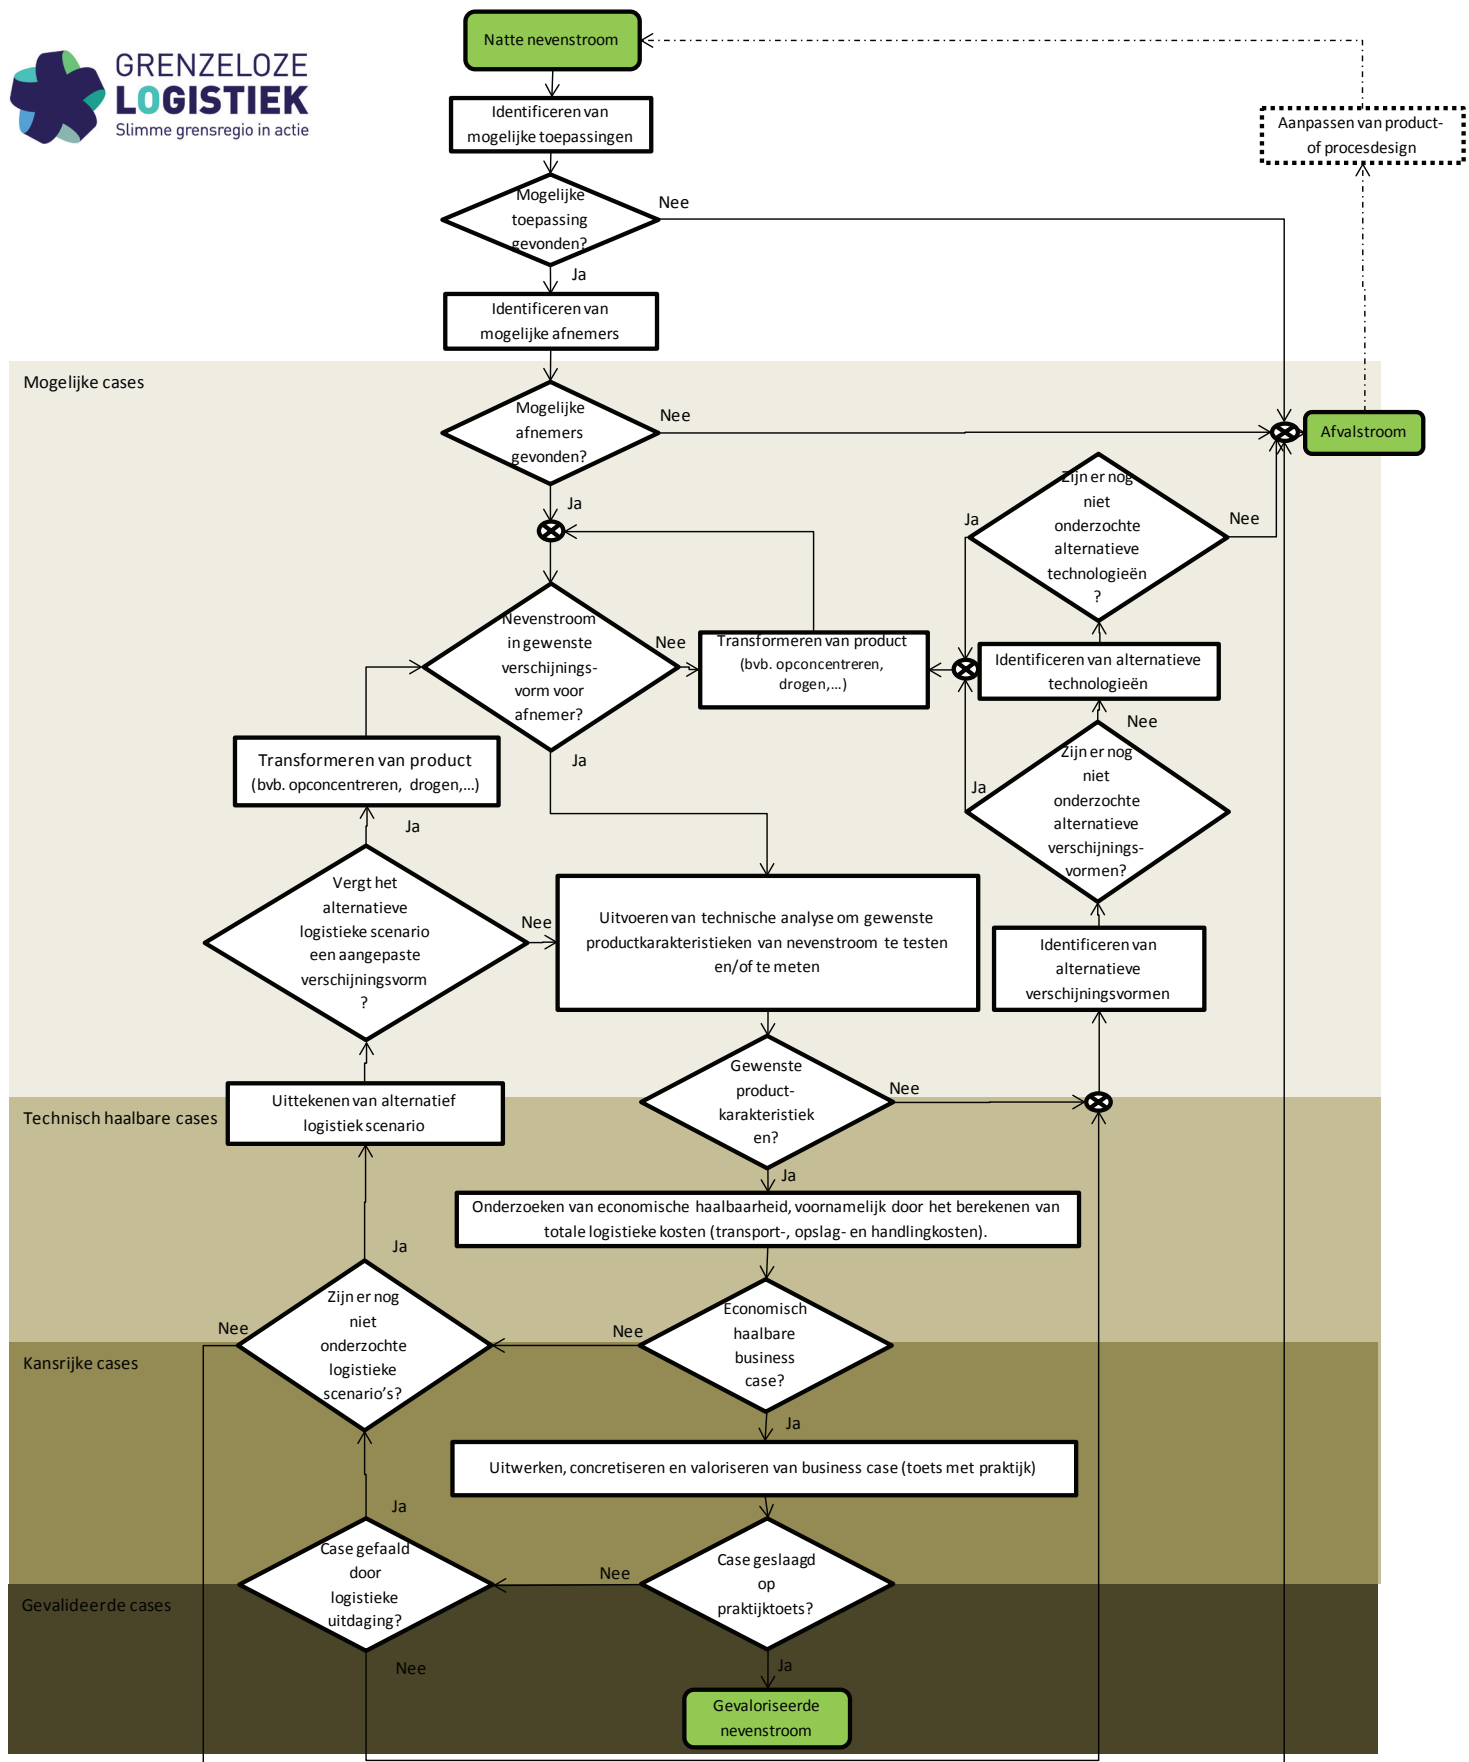 GRENZELOZE
LOGISTIEK
Slimme grensregio in actie
Natte nevenstroom
Identificeren van
mogelijke toepassingen
Aanpassen van product-
of procesdesign
Mogelijke
toepassing
gevonden?
Nee
Ja
Identificeren van
mogelijke afnemers
Mogelijke cases
Mogelijke
afnemers
gevonden?
Nee
Afvalstroom
Ja
Zijn er nog
niet
onderzochte
alternatieve
technologieën
?
Ja
Nee
Nevenstroom
in gewenste
verschijnings-
vorm voor
afnemer?
Nee
Transformeren van product
(bvb. opconcentreren,
drogen,...)
Identificeren van alternatieve
technologieën
Nee
Ja
Transformeren van product
(bvb. opconcentreren, drogen,...)
Zijn er nog
niet
onderzochte
alternatieve
verschijnings-
vormen?
Ja
Ja
Vergt het
alternatieve
logistieke scenario
een aangepaste
verschijningsvorm
?
Nee
Uitvoeren van technische analyse om gewenste
productkarakteristieken van nevenstroom te testen
en/of te meten
Identificeren van
alternatieve
verschijningsvormen
Gewenste
product-
karakteristiek
en?
Nee
Technisch haalbare cases
Uittekenen van alternatief
logistiek scenario
Ja
Onderzoeken van economische haalbaarheid, voornamelijk door het berekenen van
totale logistieke kosten (transport-, opslag- en handlingkosten).
Ja
Zijn er nog
niet
onderzochte
logistieke
scenario's?
Nee
Nee
Economisch
haalbare
business
case?
Kansrijke cases
Ja
Uitwerken, concretiseren en valoriseren van business case (toets met praktijk)
Ja
Case gefaald
door
logistieke
uitdaging?
Nee
Case geslaagd
op
praktijktoets?
Gevalideerde cases
Nee
Ja
Gevaloriseerde
nevenstroom